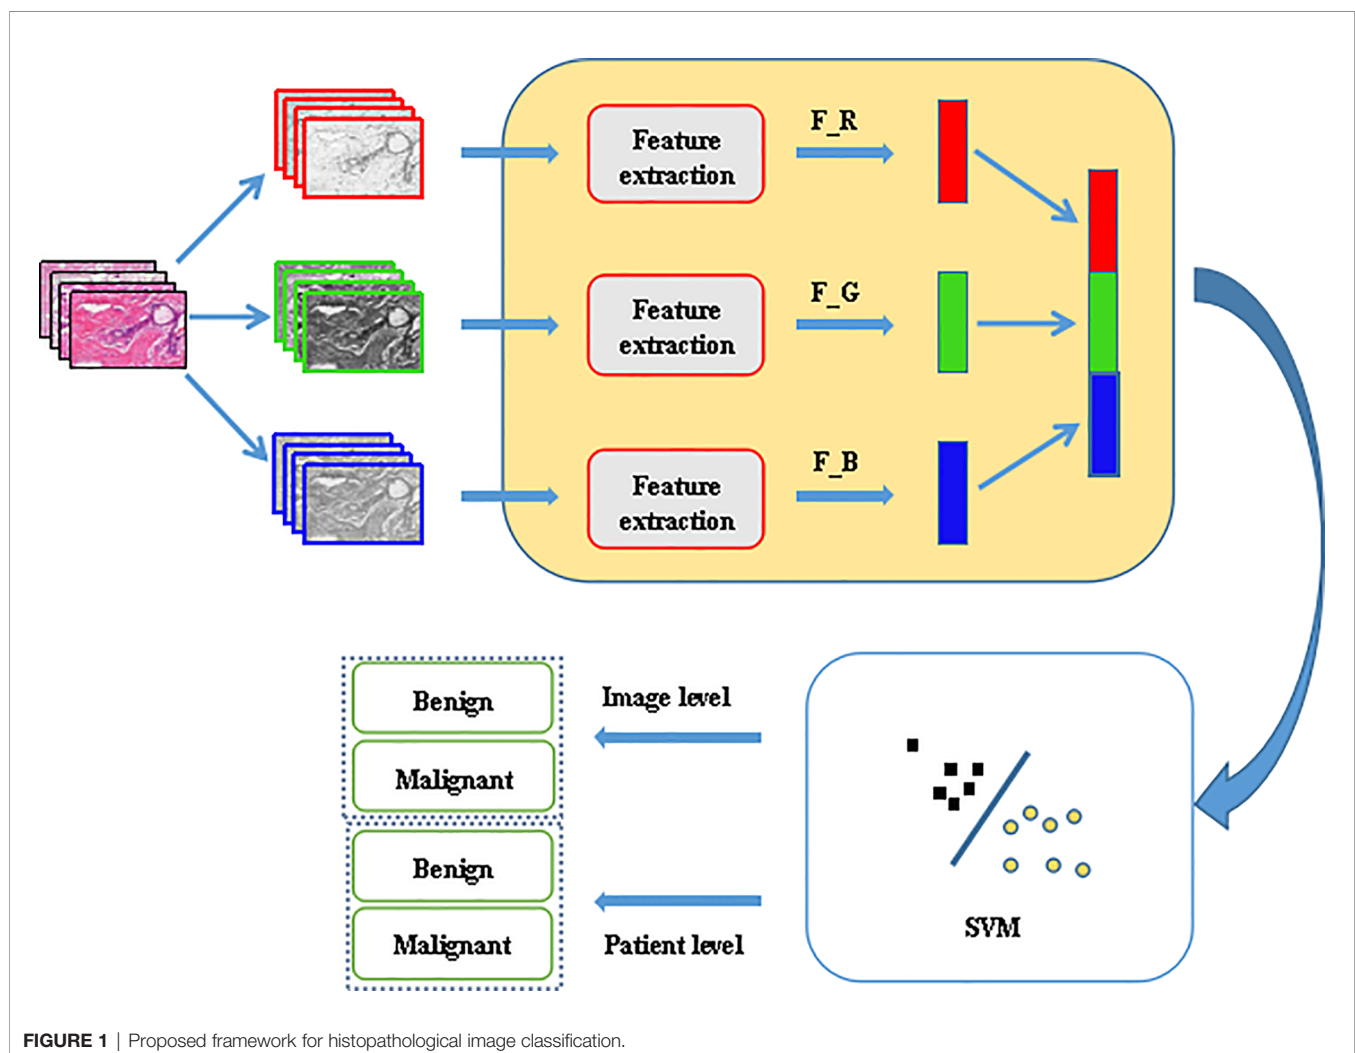 Feature
extraction
F_R
Feature
extraction
F_G
Feature
extraction
F_B
Benign
Malignant
Image level
Benign
Malignant
Patient level
SVM
FIGURE 1 | Proposed framework for histopathological image classification.